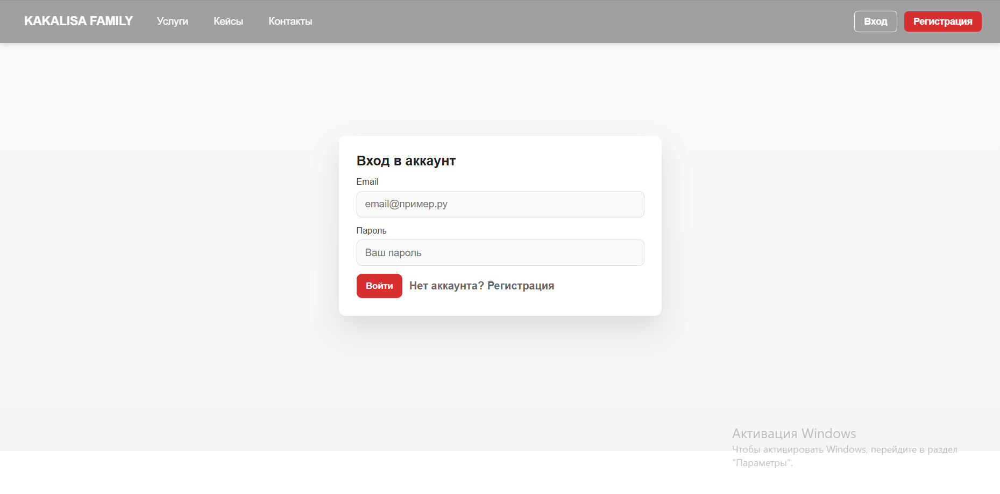 KAKALISA FAMILY Услуги Кейсы Контакты Вход Регистрация
Вход в аккаунт
Email
email@пример.ру
Пароль
Ваш пароль
Войти Нет аккаунта? Регистрация
Активация Windows
Чтобы активировать Windows, перейдите в раздел
"Параметры".